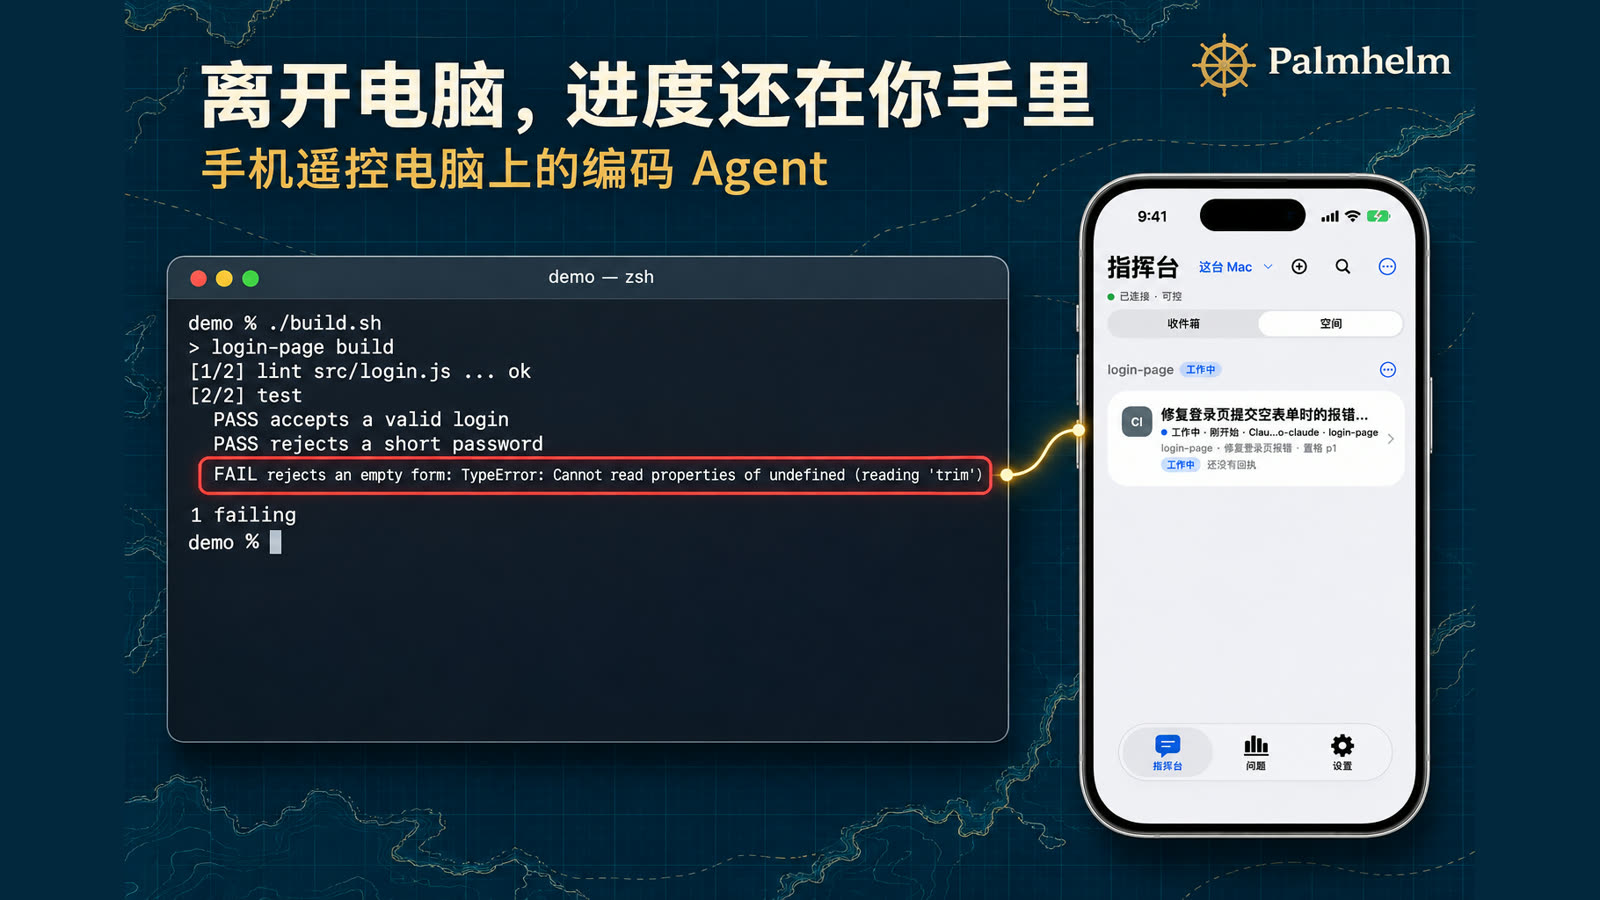 离开电脑，进度还在你手里
手机遥控电脑上的编码 Agent
Palmhelm
demo — zsh
demo % ./build.sh
> login-page build
[1/2] lint src/login.js ... ok
[2/2] test
PASS accepts a valid login
PASS rejects a short password
FAIL rejects an empty form: TypeError: Cannot read properties of undefined (reading 'trim')
1 failing
demo %
9:41
指挥台 这台 Mac
已连接 · 可控
收件箱 空间
login-page 工作中
CI
修复登录页提交空表单时的报错...
工作中 · 刚开始 · Clau...o-claude · login-page
login-page · 修复登录页报错 · 置格 p1
工作中 还没有回执
指挥台 问题 设置